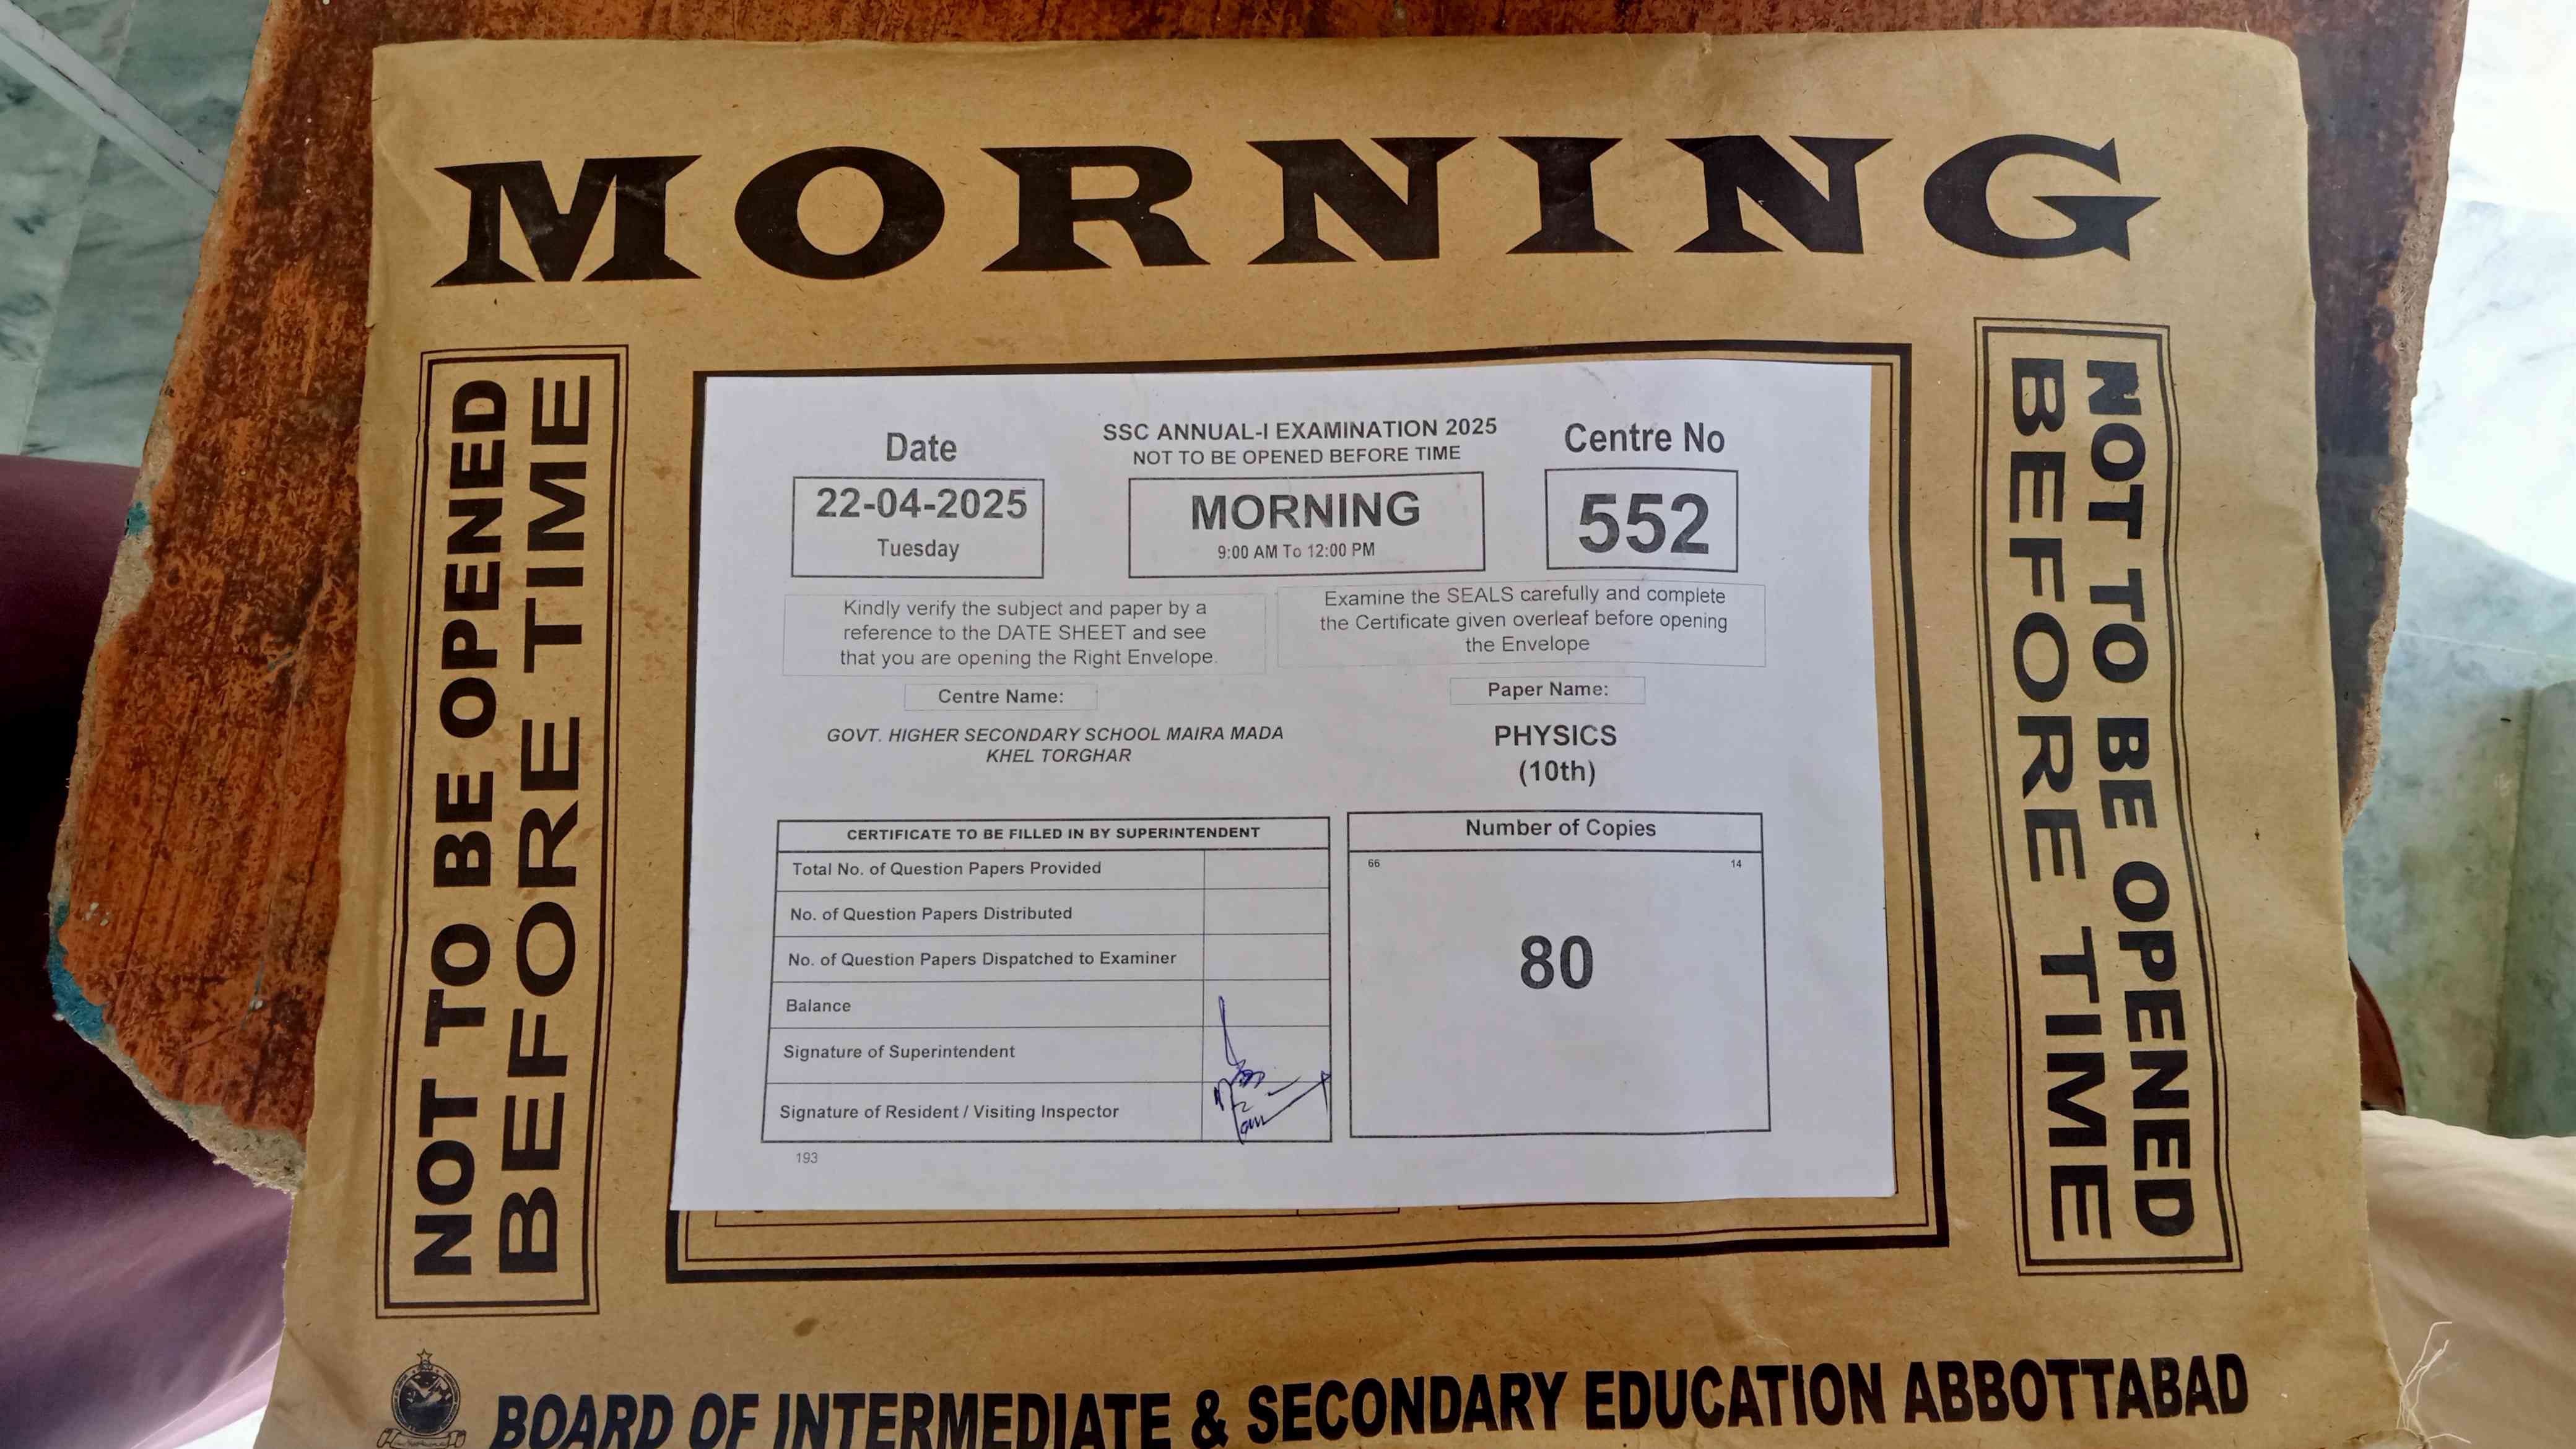 MORNING
NOT TO BE OPENED
BEFORE TIME
Date
22-04-2025
Tuesday
SSC ANNUAL-I EXAMINATION 2025
NOT TO BE OPENED BEFORE TIME
MORNING
9:00 AM To 12:00 PM
Centre No
552
Kindly verify the subject and paper by a
reference to the DATE SHEET and see
that you are opening the Right Envelope.
Examine the SEALS carefully and complete
the Certificate given overleaf before opening
the Envelope
Centre Name:
GOVT. HIGHER SECONDARY SCHOOL MAIRA MADA
KHEL TORGHAR
Paper Name:
PHYSICS
(10th)
CERTIFICATE TO BE FILLED IN BY SUPERINTENDENT
Total No. of Question Papers Provided
No. of Question Papers Distributed
No. of Question Papers Dispatched to Examiner
Balance
Signature of Superintendent
Signature of Resident / Visiting Inspector
193
Number of Copies
66 14
80
NOT TO BE OPENED
BEFORE TIME
BOARD OF INTERMEDIATE & SECONDARY EDUCATION ABBOTTABAD